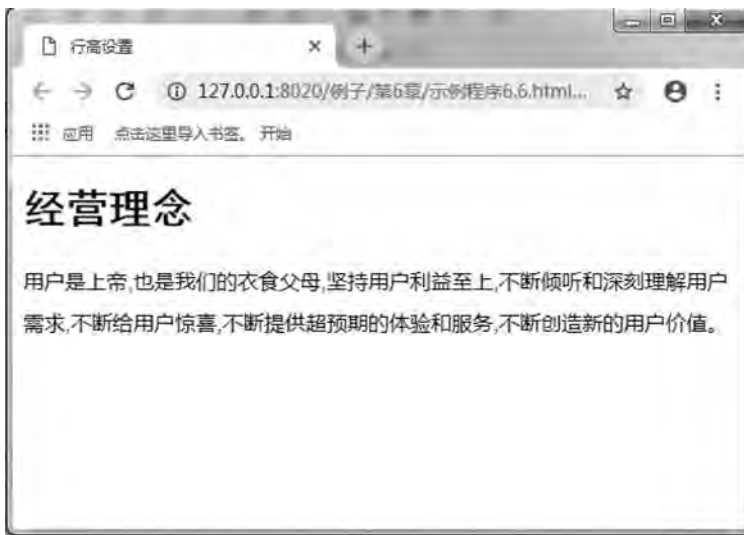 行高设置
127.0.0.1:8020/例子/第6章/示例程序6.6.html...
应用 点击这里导入书签。 开始
经营理念
用户是上帝,也是我们的衣食父母,坚持用户利益至上,不断倾听和深刻理解用户
需求,不断给用户惊喜,不断提供超预期的体验和服务,不断创造新的用户价值。